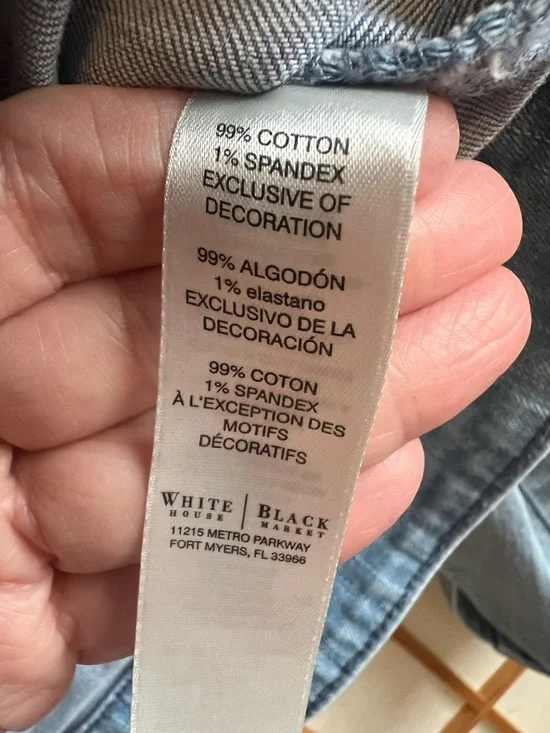 99% COTTON
1% SPANDEX
EXCLUSIVE OF
DECORATION
99% ALGODÓN
1% elastano
EXCLUSIVO DE LA
DECORACIÓN
99% COTON
1% SPANDEX
À L'EXCEPTION DES
MOTIFS
DÉCORATIFS
WHITE | BLACK
HOUSE MARKET
11215 METRO PARKWAY
FORT MYERS, FL 33966